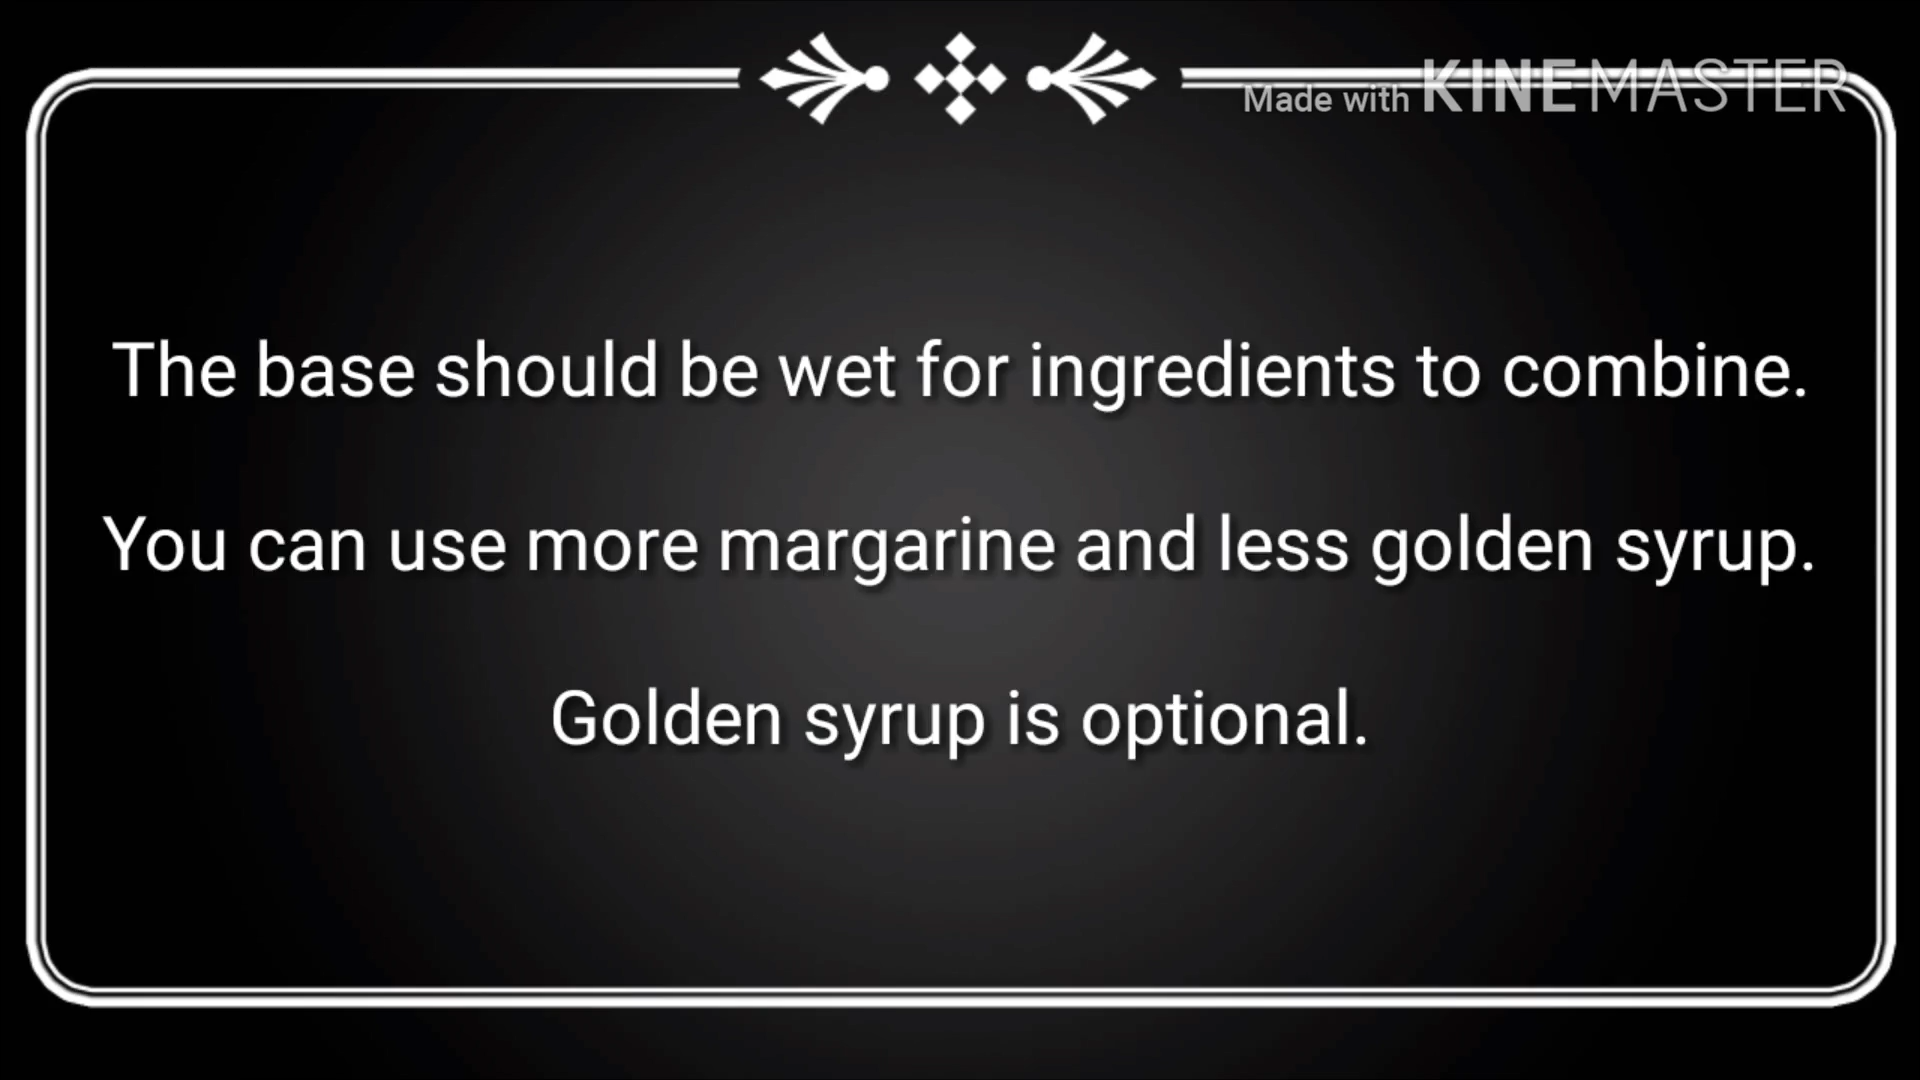 Made with KINEMASTER
The base should be wet for ingredients to combine.
You can use more margarine and less golden syrup.
Golden syrup is optional.